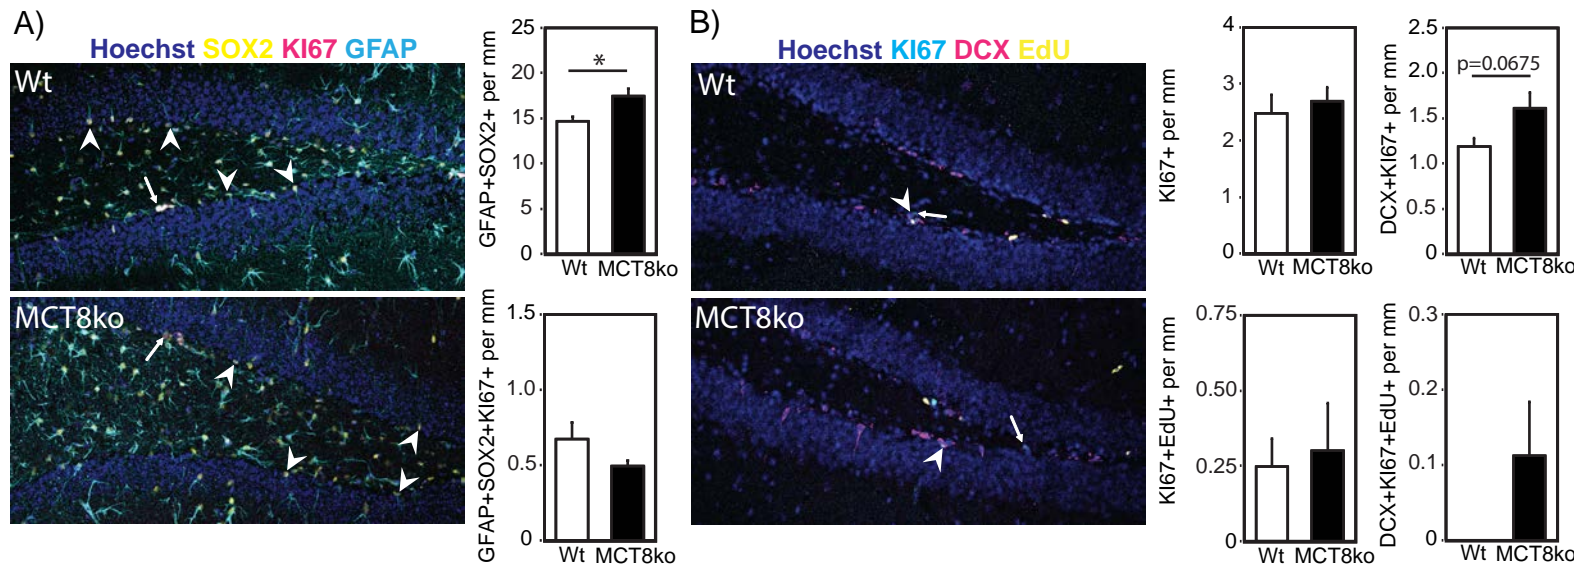 A)
Hoechst SOX2 KI67 GFAP
Wt
MCT8ko
GFAP+SOX2+ per mm
25
20
15
10
5
0
*
Wt MCT8ko
GFAP+SOX2+KI67+ per mm
1.5
1.0
0.5
0
Wt MCT8ko
B)
Hoechst KI67 DCX EdU
Wt
MCT8ko
KI67+ per mm
4
3
2
1
0
Wt MCT8ko
DCX+KI67+ per mm
2.5
2.0
1.5
1.0
0.5
0
p=0.0675
Wt MCT8ko
KI67+EdU+ per mm
0.75
0.50
0.25
0
Wt MCT8ko
DCX+KI67+EdU+ per mm
0.3
0.2
0.1
0
Wt MCT8ko